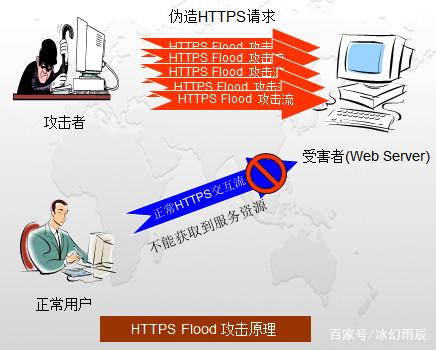 伪造HTTPS请求
HTTPS Flood 攻击
HTTPS Flood 攻击流
HTTPS Flood 攻击流
HTTPS Flood 攻击
HTTPS Flood 攻击流
攻击者
受害者(Web Server)
正常HTTPS交互流
不能获取到服务资源
正常用户
HTTPS Flood 攻击原理
百家号/冰幻雨辰